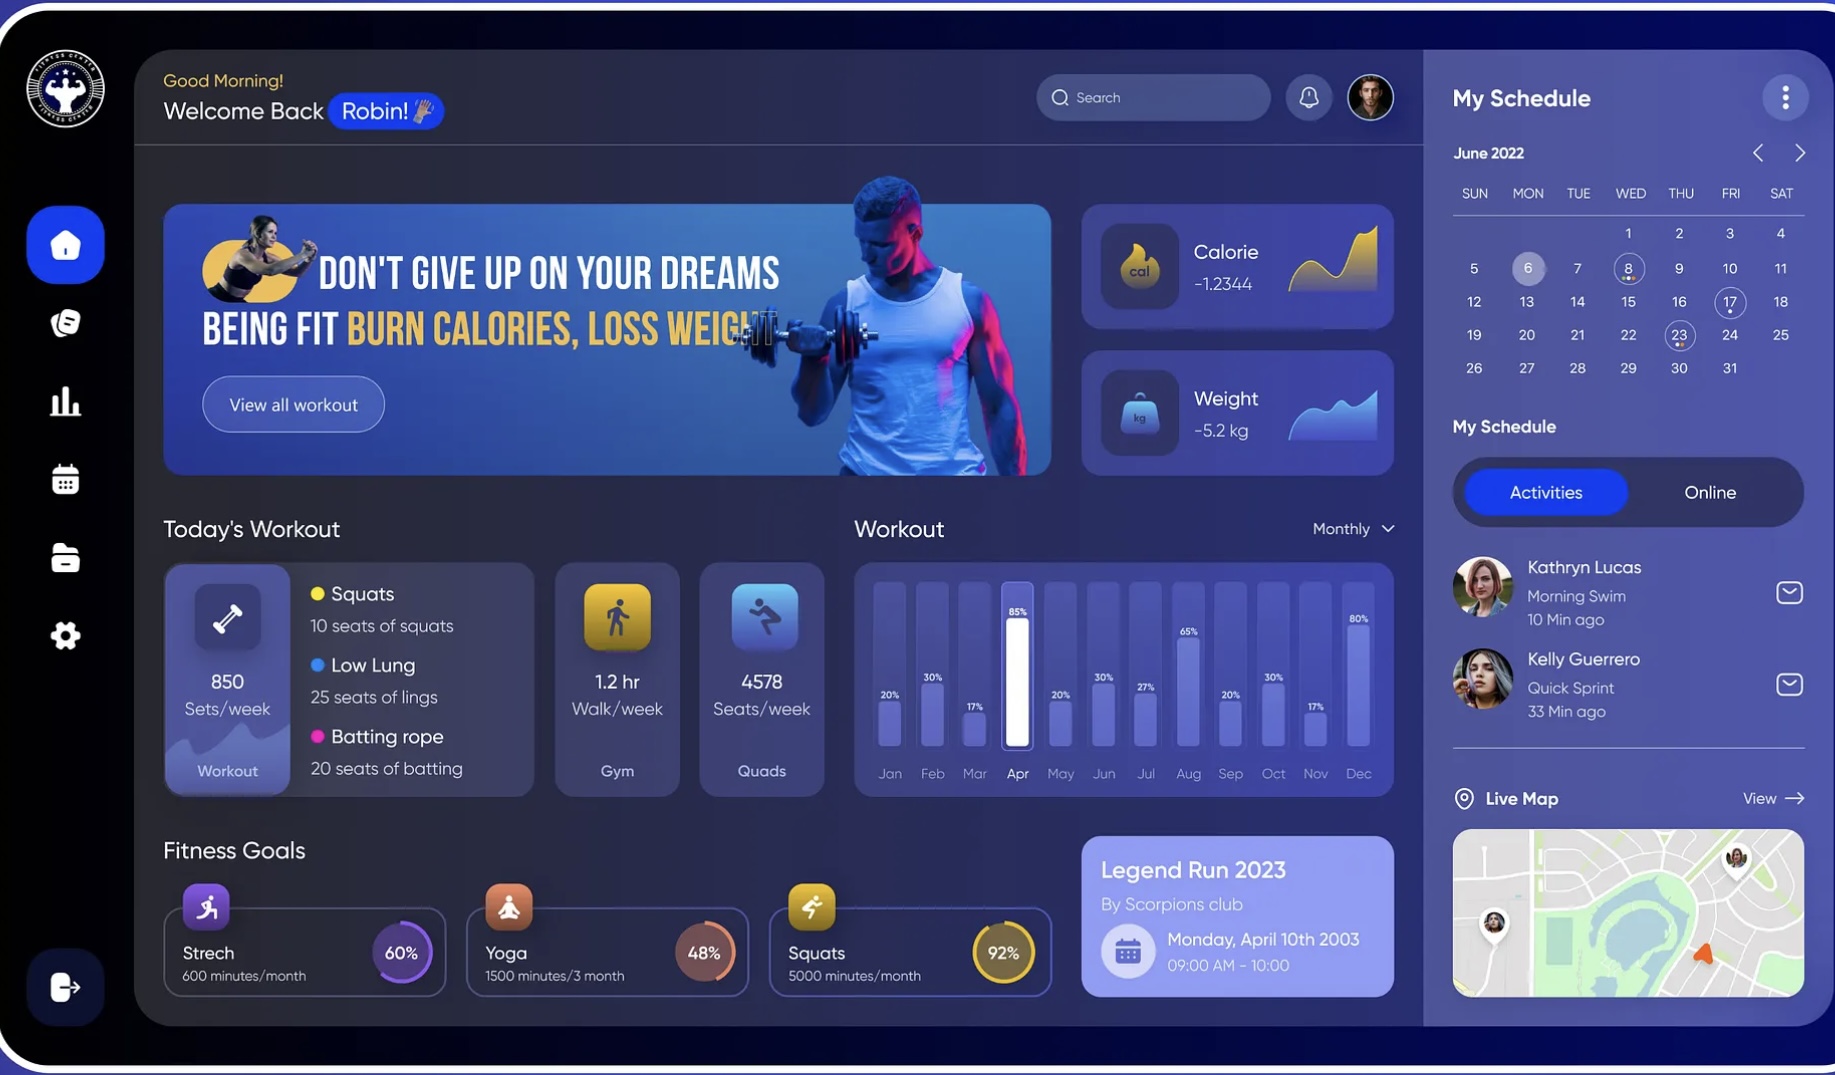 FITNESS CENTER
FITNESS CENTER
Good Morning!
Welcome Back Robin!
Search
DON'T GIVE UP ON YOUR DREAMS
BEING FIT BURN CALORIES, LOSS WEIGHT
View all workout
cal
Calorie
-1.2344
kg
Weight
-5.2 kg
Today's Workout
850
Sets/week
Workout
Squats
10 seats of squats
Low Lung
25 seats of lings
Batting rope
20 seats of batting
1.2 hr
Walk/week
Gym
4578
Seats/week
Quads
Workout
Monthly
20% 30% 17% 85% 20% 30% 27% 65% 20% 30% 17% 80%
Jan Feb Mar Apr May Jun Jul Aug Sep Oct Nov Dec
Fitness Goals
Strech
600 minutes/month
60%
Yoga
1500 minutes/3 month
48%
Squats
5000 minutes/month
92%
Legend Run 2023
By Scorpions club
Monday, April 10th 2003
09:00 AM - 10:00
My Schedule
June 2022
SUN MON TUE WED THU FRI SAT
1 2 3 4
5 6 7 8 9 10 11
12 13 14 15 16 17 18
19 20 21 22 23 24 25
26 27 28 29 30 31
My Schedule
Activities Online
Kathryn Lucas
Morning Swim
10 Min ago
Kelly Guerrero
Quick Sprint
33 Min ago
Live Map View